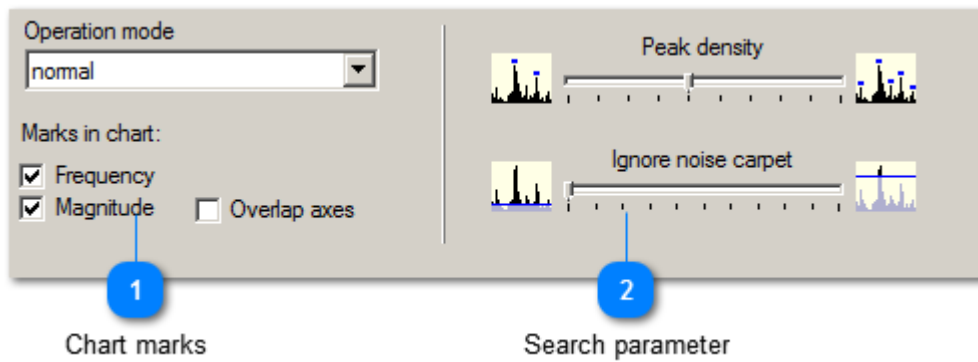 Operation mode
normal
Marks in chart:
Frequency
Magnitude
Overlap axes
Peak density
Ignore noise carpet
1
2
Chart marks
Search parameter